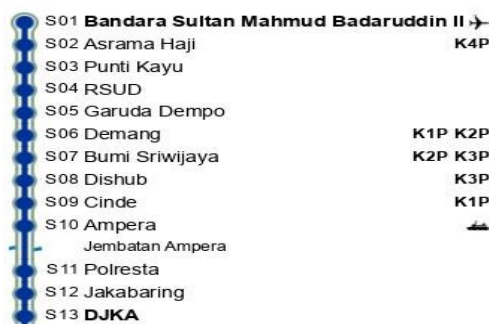 S01 Bandara Sultan Mahmud Badaruddin II
S02 Asrama Haji K4P
S03 Punti Kayu
S04 RSUD
S05 Garuda Dempo
S06 Demang K1P K2P
S07 Bumi Sriwijaya K2P K3P
S08 Dishub K3P
S09 Cinde K1P
S10 Ampera
Jembatan Ampera
S11 Polresta
S12 Jakabaring
S13 DJKA